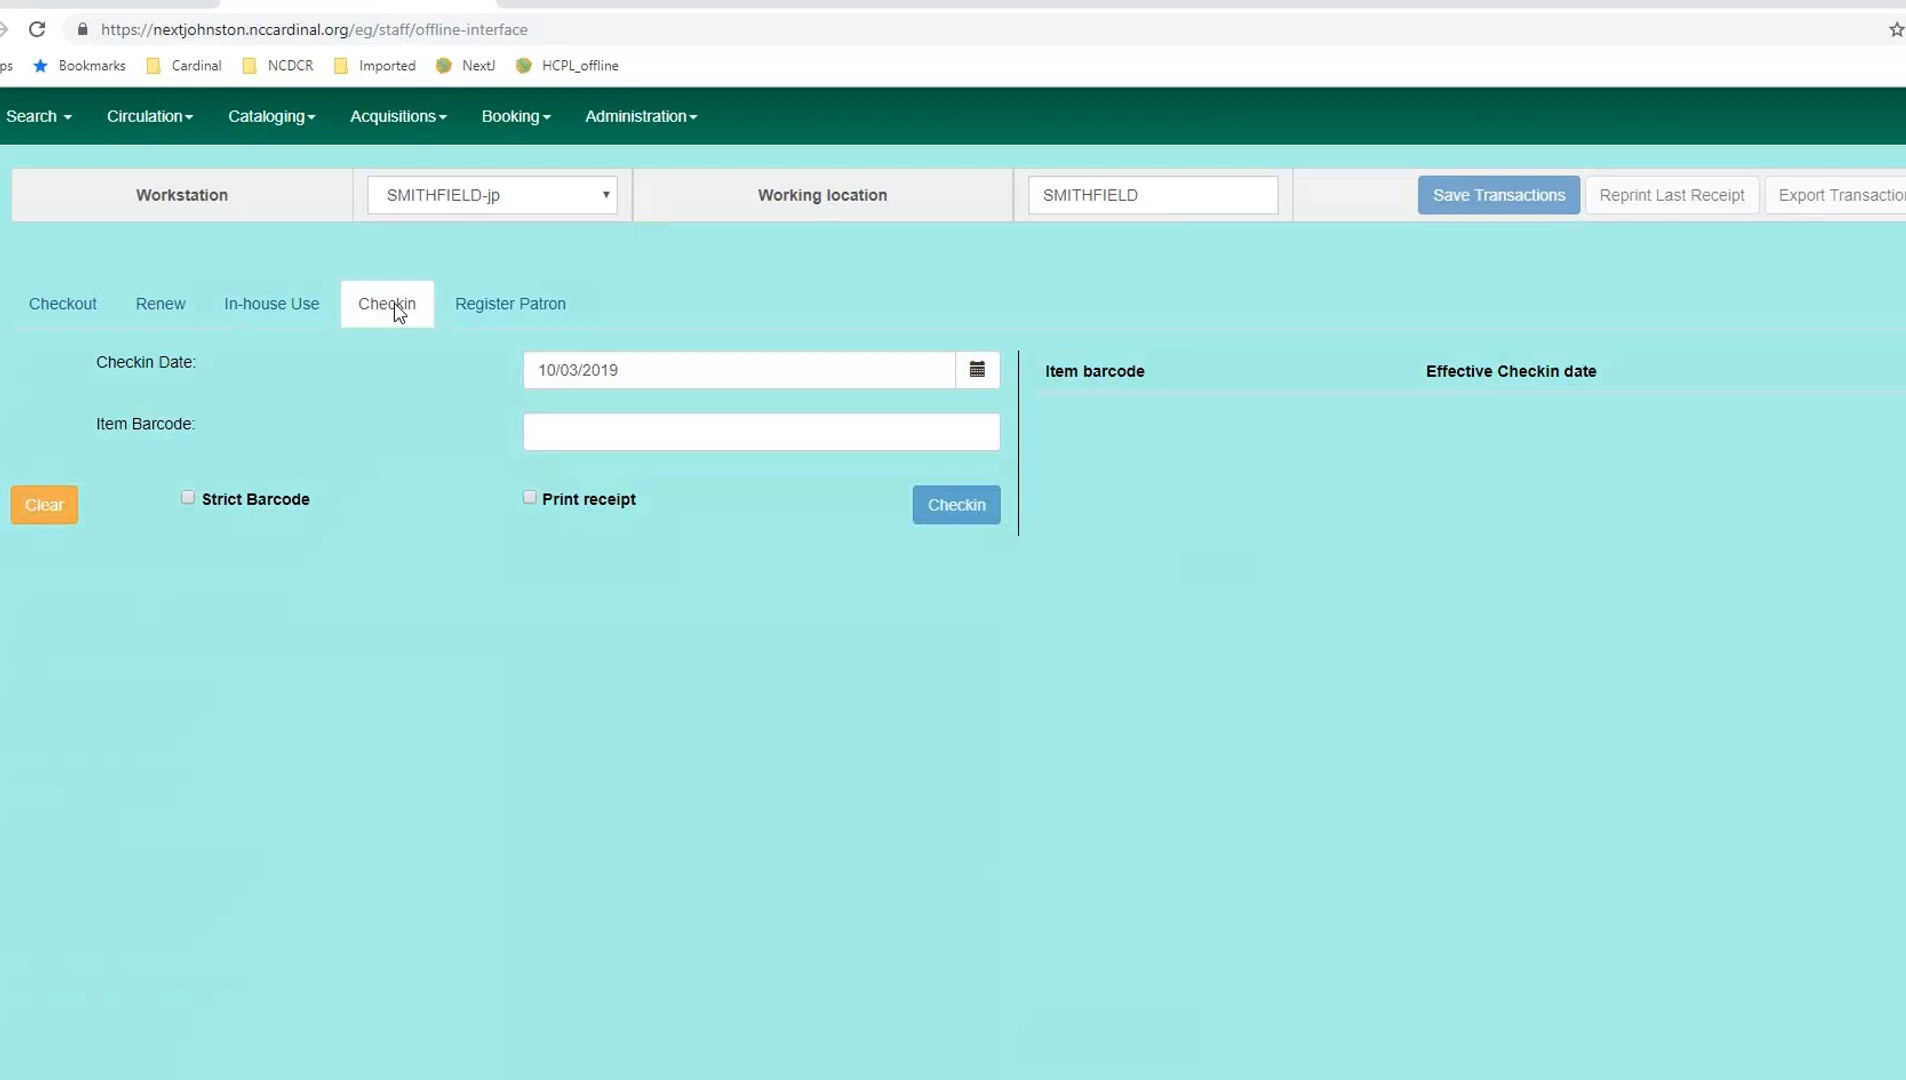 https://nextjohnston.nccardinal.org/eg/staff/offline-interface
ps Bookmarks Cardinal NCDCR Imported NextJ HCPL_offline
Search Circulation Cataloging Acquisitions Booking Administration
Workstation SMITHFIELD-jp Working location SMITHFIELD Save Transactions Reprint Last Receipt Export Transaction
Checkout Renew In-house Use Checkin Register Patron
Checkin Date: 10/03/2019 Item barcode Effective Checkin date
Item Barcode:
Clear Strict Barcode Print receipt Checkin